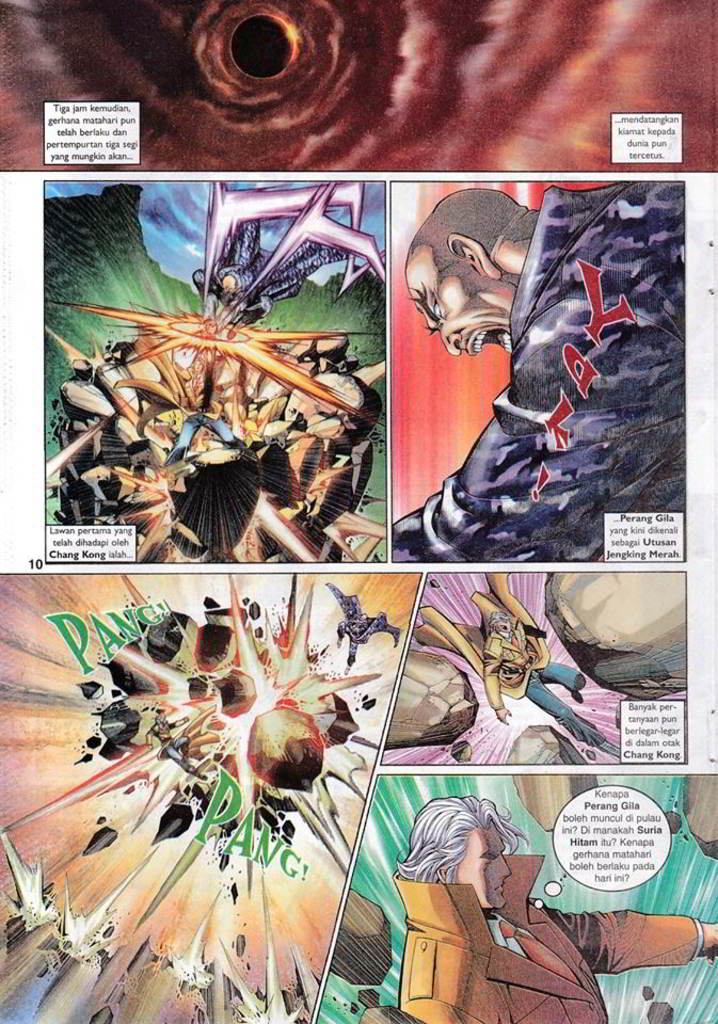 Tiga jam kemudian,
gerhana matahari pun
telah berlaku dan
pertempurtan tiga segi
yang mungkin akan...
...mendatangkan
kiamat kepada
dunia pun
tercetus.
Lawan pertama yang
telah dihadapi oleh
Chang Kong ialah...
YOP..!
...Perang Gila
yang kini dikenali
sebagai Utusan
Jengking Merah.
10
PANG!
PANG!
Banyak per-
tanyaan pun
berlegar-legar
di dalam otak
Chang Kong.
Kenapa
Perang Gila
boleh muncul di pulau
ini? Di manakah Suria
Hitam itu? Kenapa
gerhana matahari
boleh berlaku pada
hari ini?